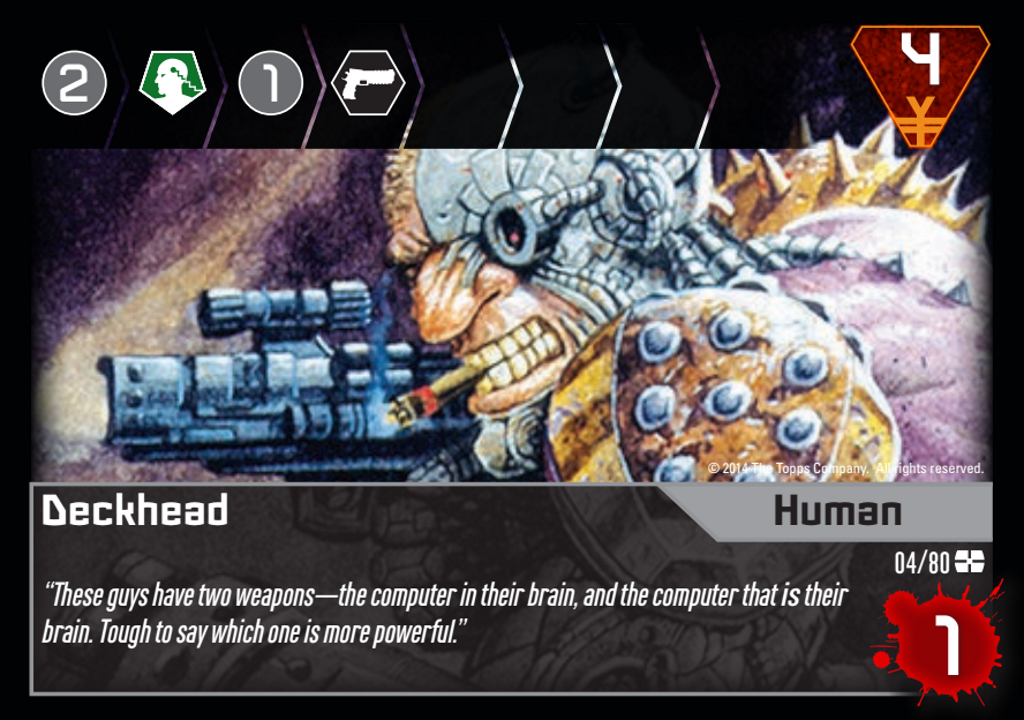 2 1 4
¥
© 2014 The Topps Company. All rights reserved.
Deckhead
Human
04/80
“These guys have two weapons—the computer in their brain, and the computer that is their
brain. Tough to say which one is more powerful.”
1